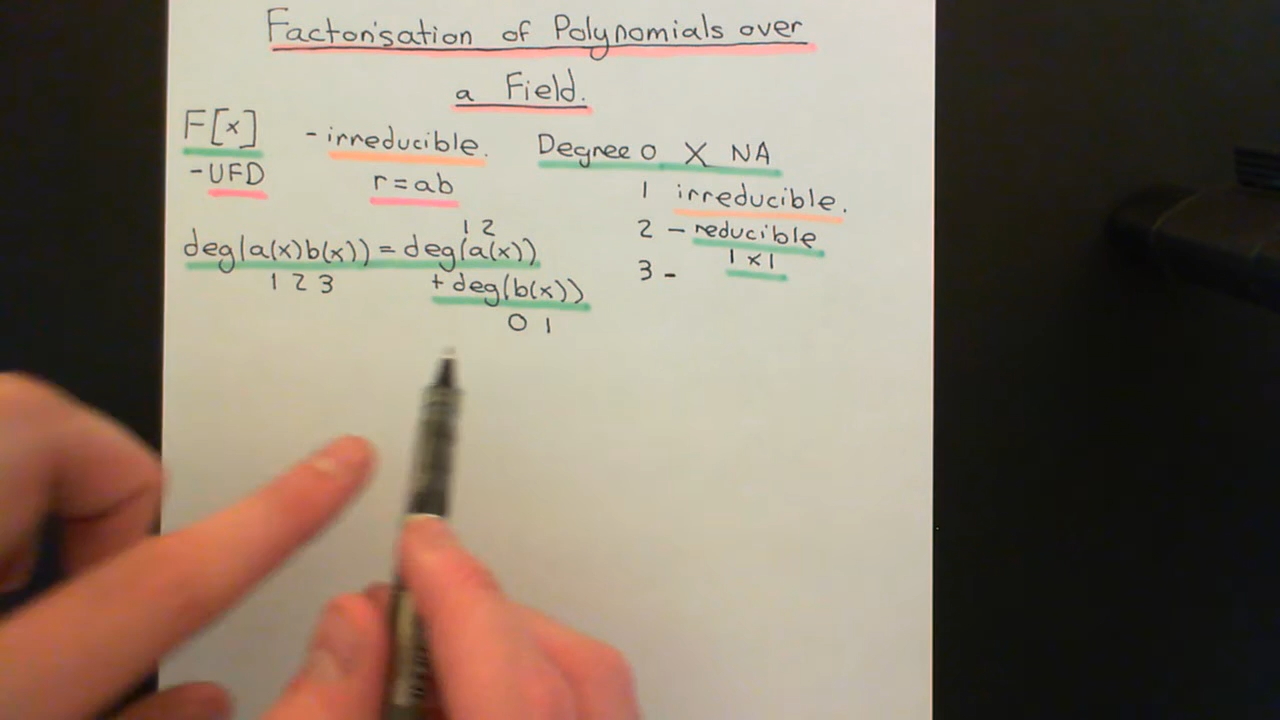 Factorisation of Polynomials over
a Field.
F[x] - irreducible. Degree 0 X NA
- UFD r = ab 1 irreducible.
1 2 2 - reducible
deg(a(x)b(x)) = deg(a(x)) 1 x 1
1 2 3 + deg(b(x)) 3 -
0 1